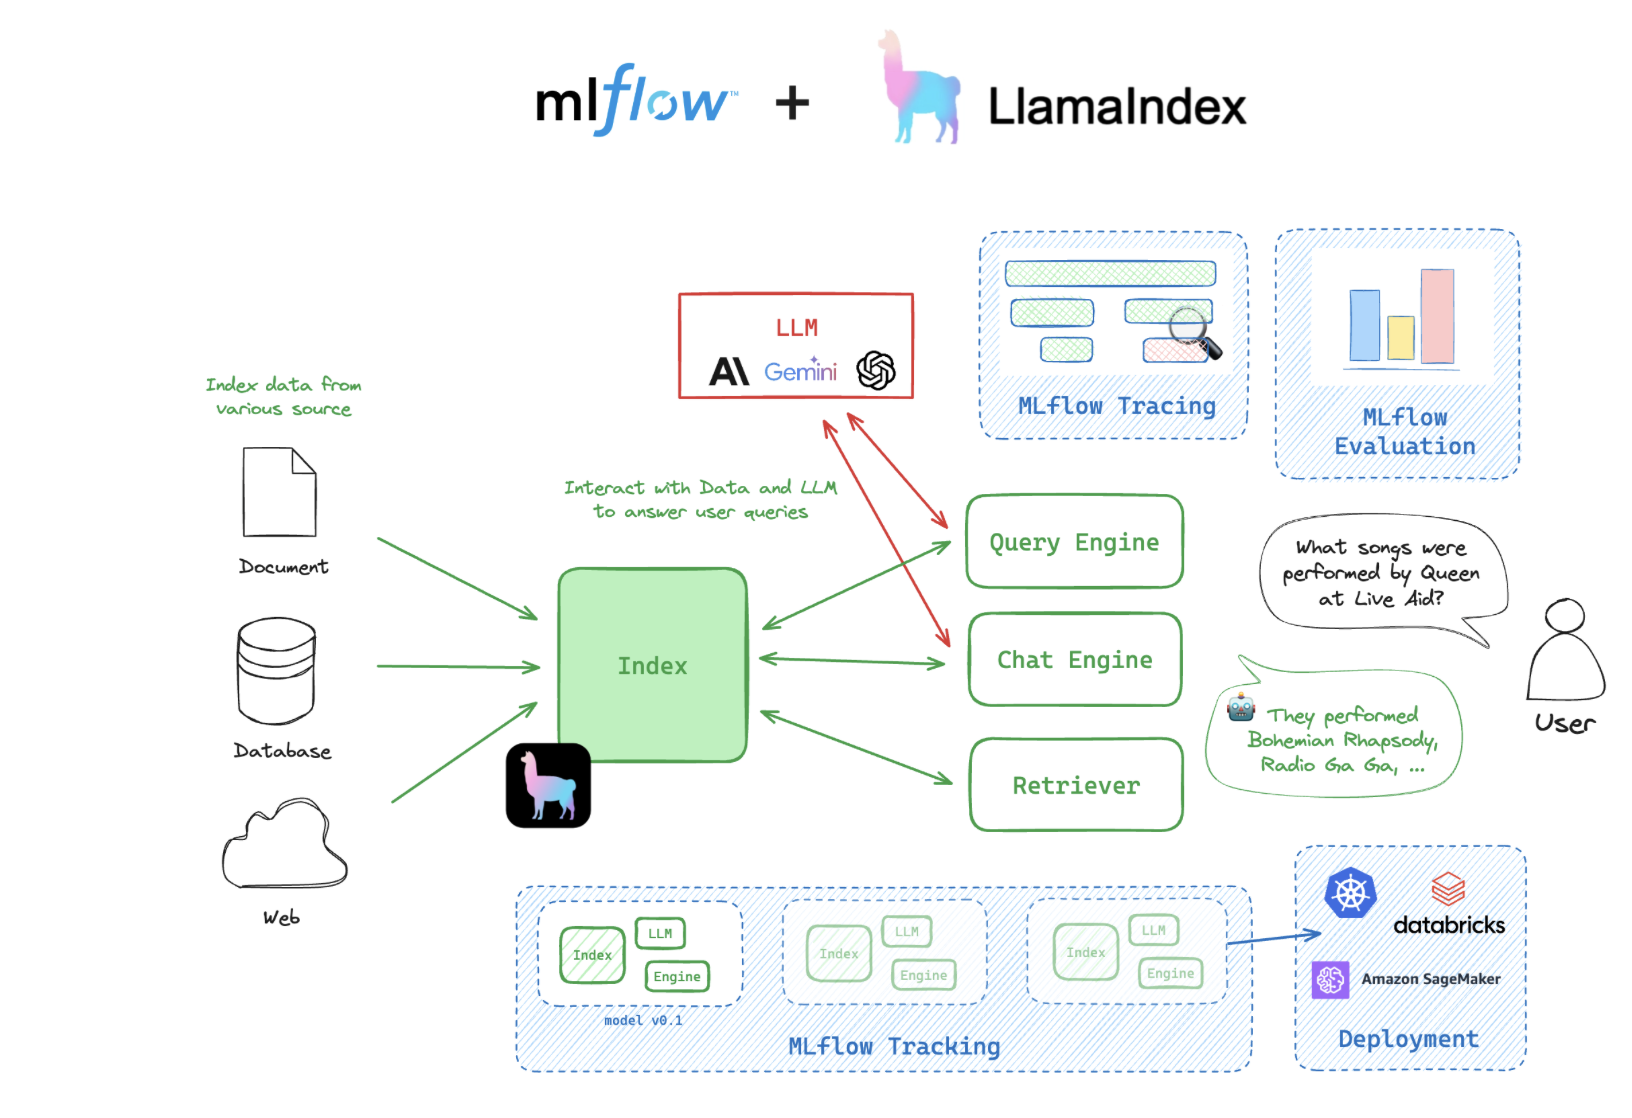 mlflow™ + LlamaIndex
LLM
AI Gemini
MLflow Tracing
MLflow
Evaluation
Index data from
various source
Document
Database
Web
Interact with Data and LLM
to answer user queries
Index
Query Engine
Chat Engine
Retriever
What songs were
performed by Queen
at Live Aid?
They performed
Bohemian Rhapsody,
Radio Ga Ga, ...
User
Index
LLM
Engine
model v0.1
Index
LLM
Engine
Index
LLM
Engine
MLflow Tracking
databricks
Amazon SageMaker
Deployment